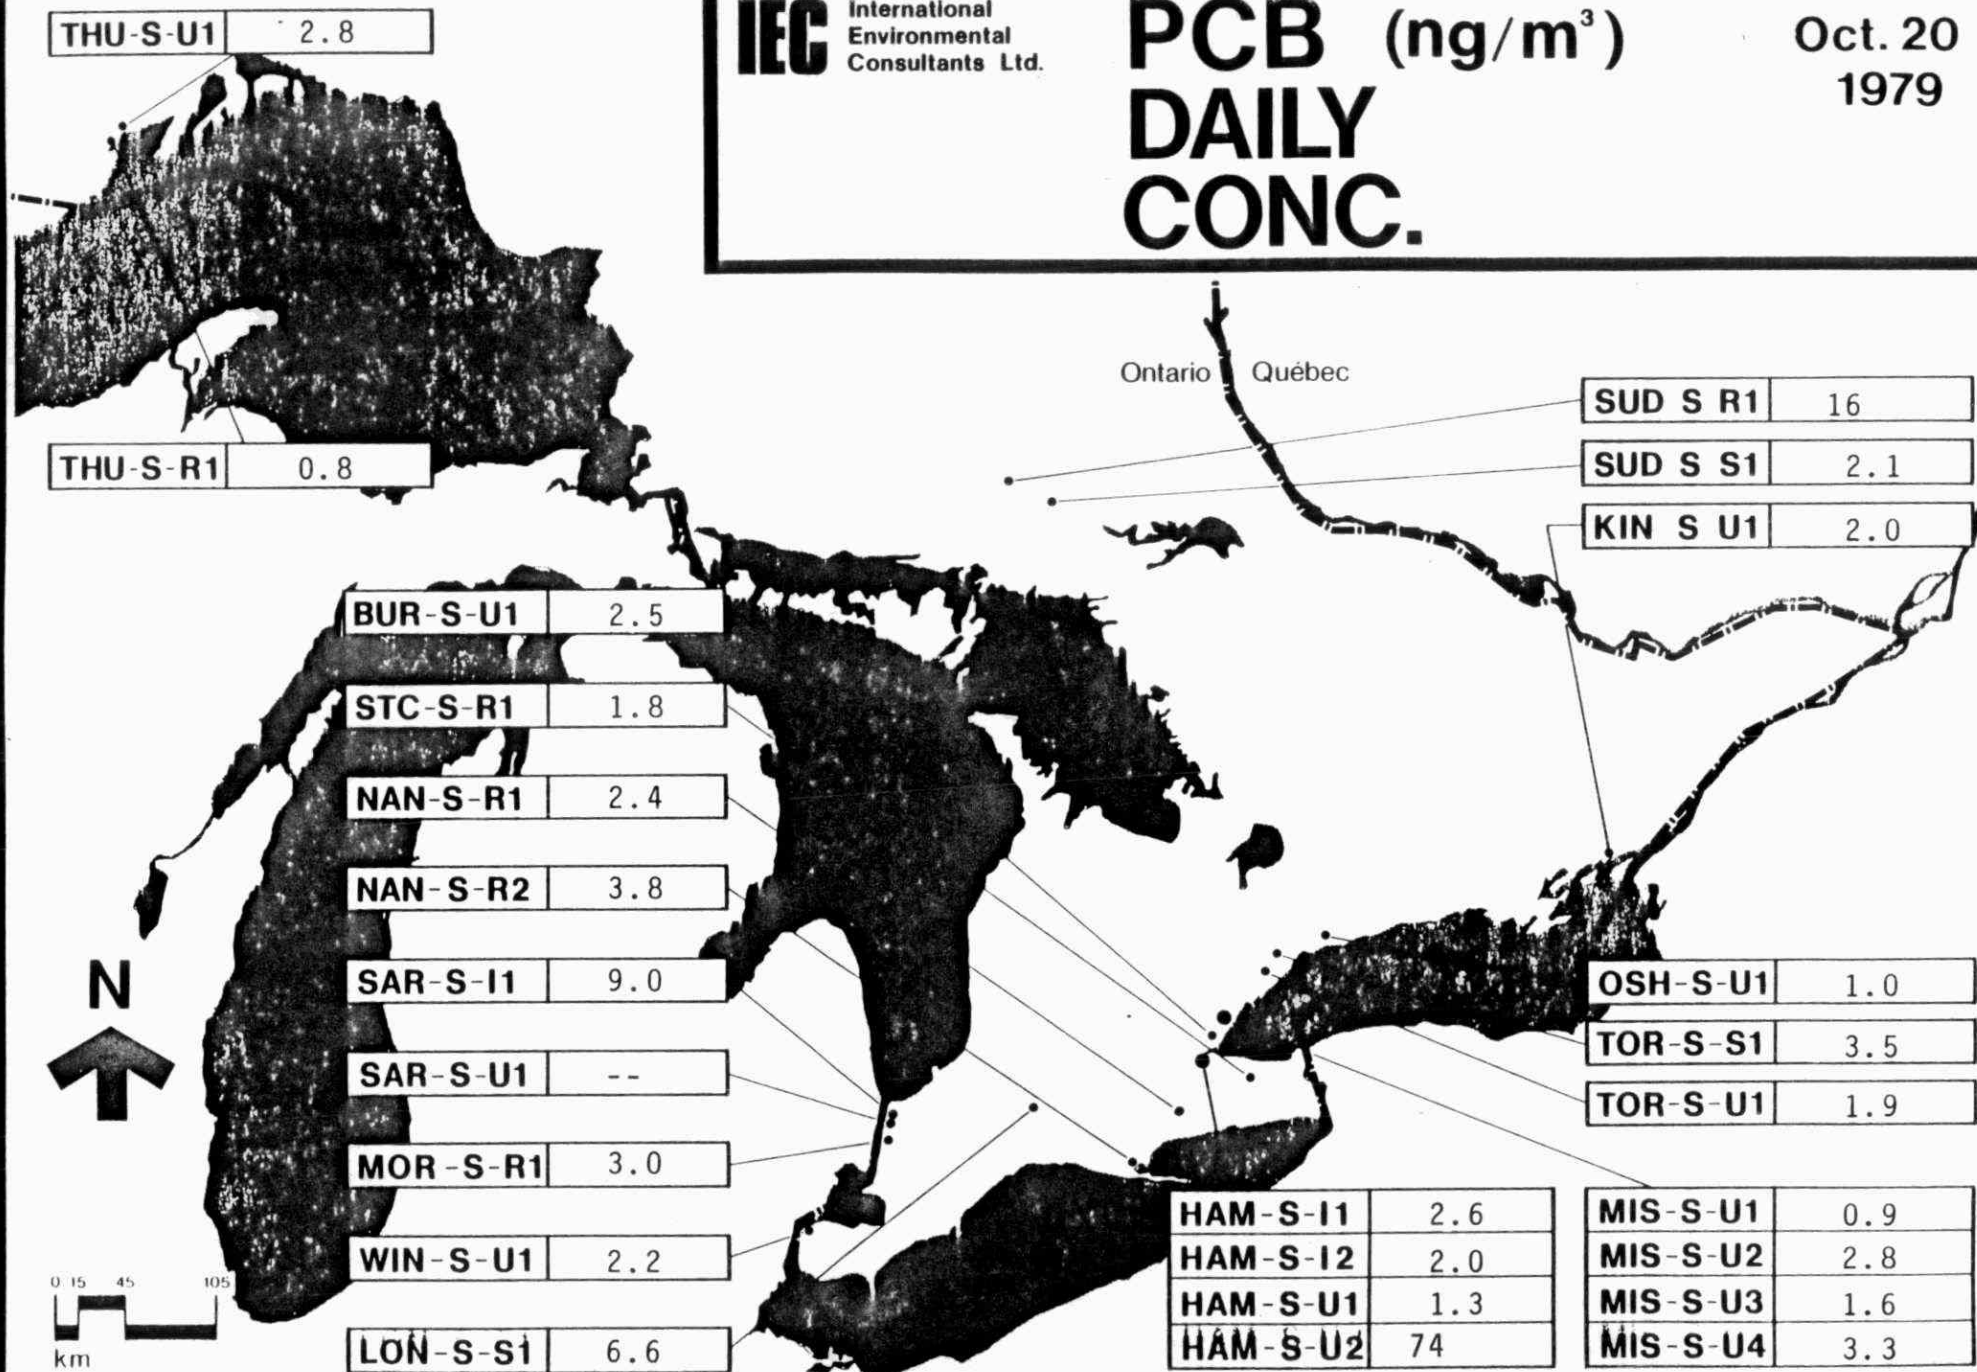 THU-S-U1 2.8
IEC International
Environmental
Consultants Ltd.
PCB (ng/m³)
DAILY
CONC.
Oct. 20
1979
Ontario Québec
SUD S R1 16
THU-S-R1 0.8
SUD S S1 2.1
KIN S U1 2.0
BUR-S-U1 2.5
STC-S-R1 1.8
NAN-S-R1 2.4
NAN-S-R2 3.8
N
SAR-S-I1 9.0
SAR-S-U1 --
MOR-S-R1 3.0
WIN-S-U1 2.2
LON-S-S1 6.6
OSH-S-U1 1.0
TOR-S-S1 3.5
TOR-S-U1 1.9
HAM-S-I1 2.6
HAM-S-I2 2.0
HAM-S-U1 1.3
HAM-S-U2 74
MIS-S-U1 0.9
MIS-S-U2 2.8
MIS-S-U3 1.6
MIS-S-U4 3.3
0 15 45 105
km